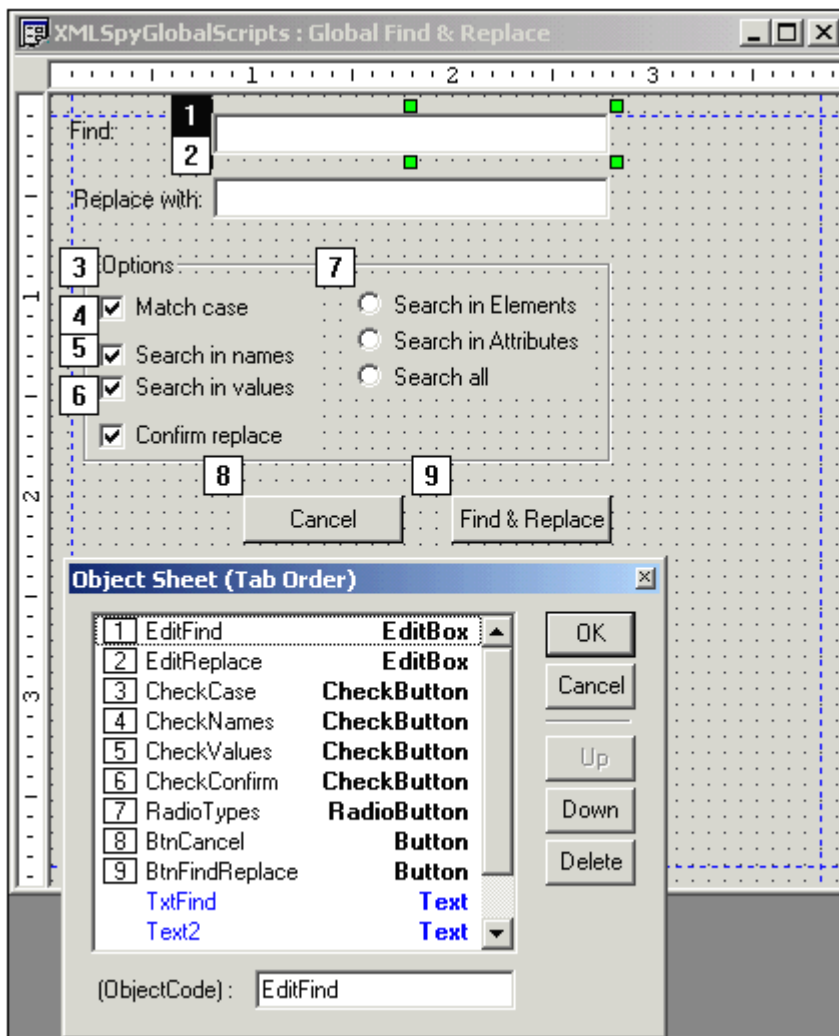 XMLSpyGlobalScripts : Global Find & Replace
1 2 3
1
Find:
2
Replace with:
3 Options 7
1
4 Match case Search in Elements
5 Search in names Search in Attributes
6 Search in values Search all
Confirm replace
8 9
2
Cancel Find & Replace
Object Sheet (Tab Order)
1 EditFind EditBox OK
2 EditReplace EditBox
3 CheckCase CheckButton Cancel
3
4 CheckNames CheckButton
5 CheckValues CheckButton Up
6 CheckConfirm CheckButton
7 RadioTypes RadioButton Down
8 BtnCancel Button
9 BtnFindReplace Button Delete
TxtFind Text
Text2 Text
(ObjectCode) : EditFind